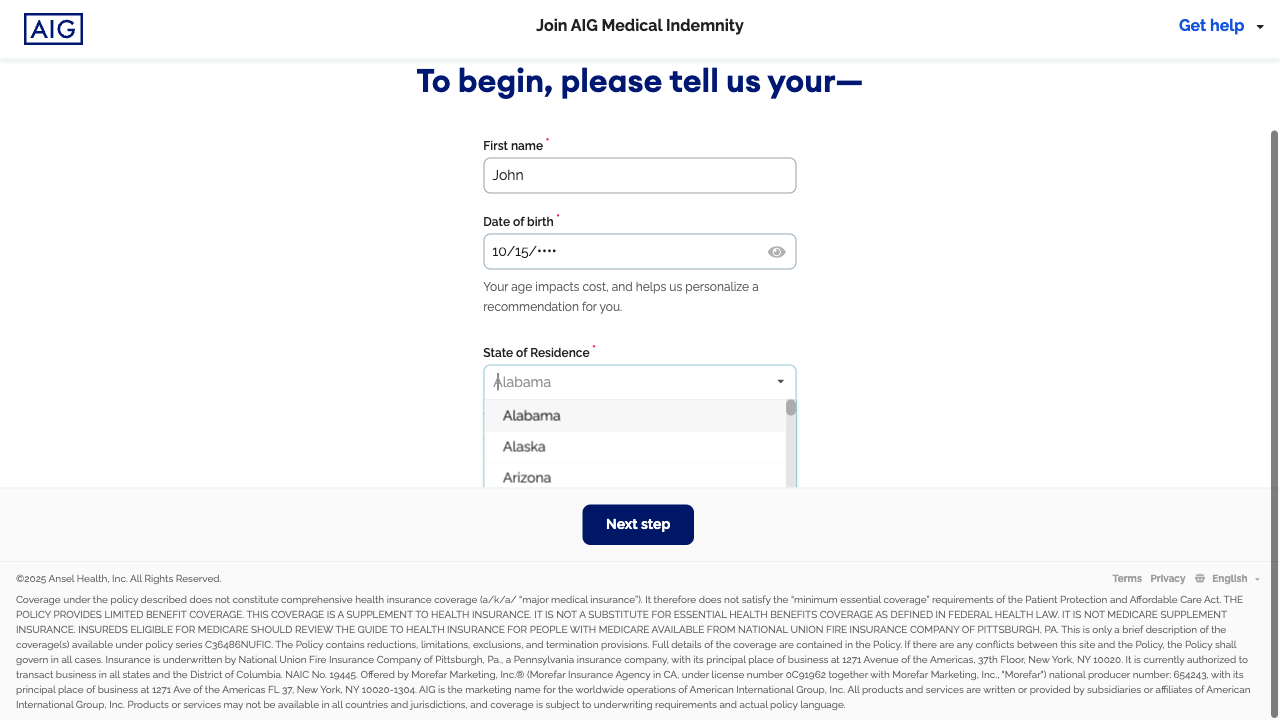 AIG
Join AIG Medical Indemnity
Get help
To begin, please tell us your—
First name *
John
Date of birth *
10/15/••••
Your age impacts cost, and helps us personalize a
recommendation for you.
State of Residence *
Alabama
Alabama
Alaska
Arizona
Next step
©2025 Ansel Health, Inc. All Rights Reserved.
Terms Privacy English
Coverage under the policy described does not constitute comprehensive health insurance coverage (a/k/a/ “major medical insurance”). It therefore does not satisfy the “minimum essential coverage” requirements of the Patient Protection and Affordable Care Act. THE
POLICY PROVIDES LIMITED BENEFIT COVERAGE. THIS COVERAGE IS A SUPPLEMENT TO HEALTH INSURANCE. IT IS NOT A SUBSTITUTE FOR ESSENTIAL HEALTH BENEFITS COVERAGE AS DEFINED IN FEDERAL HEALTH LAW. IT IS NOT MEDICARE SUPPLEMENT
INSURANCE. INSUREDS ELIGIBLE FOR MEDICARE SHOULD REVIEW THE GUIDE TO HEALTH INSURANCE FOR PEOPLE WITH MEDICARE AVAILABLE FROM NATIONAL UNION FIRE INSURANCE COMPANY OF PITTSBURGH, PA. This is only a brief description of the
coverage(s) available under policy series C36486NUFIC. The Policy contains reductions, limitations, exclusions, and termination provisions. Full details of the coverage are contained in the Policy. If there are any conflicts between this site and the Policy, the Policy shall
govern in all cases. Insurance is underwritten by National Union Fire Insurance Company of Pittsburgh, Pa., a Pennsylvania insurance company, with its principal place of business at 1271 Avenue of the Americas, 37th Floor, New York, NY 10020. It is currently authorized to
transact business in all states and the District of Columbia. NAIC No. 19445. Offered by Morefar Marketing, Inc.® (Morefar Insurance Agency in CA, under license number 0C91962 together with Morefar Marketing, Inc., "Morefar") national producer number: 654243, with its
principal place of business at 1271 Ave of the Americas FL 37, New York, NY 10020-1304. AIG is the marketing name for the worldwide operations of American International Group, Inc. All products and services are written or provided by subsidiaries or affiliates of American
International Group, Inc. Products or services may not be available in all countries and jurisdictions, and coverage is subject to underwriting requirements and actual policy language.